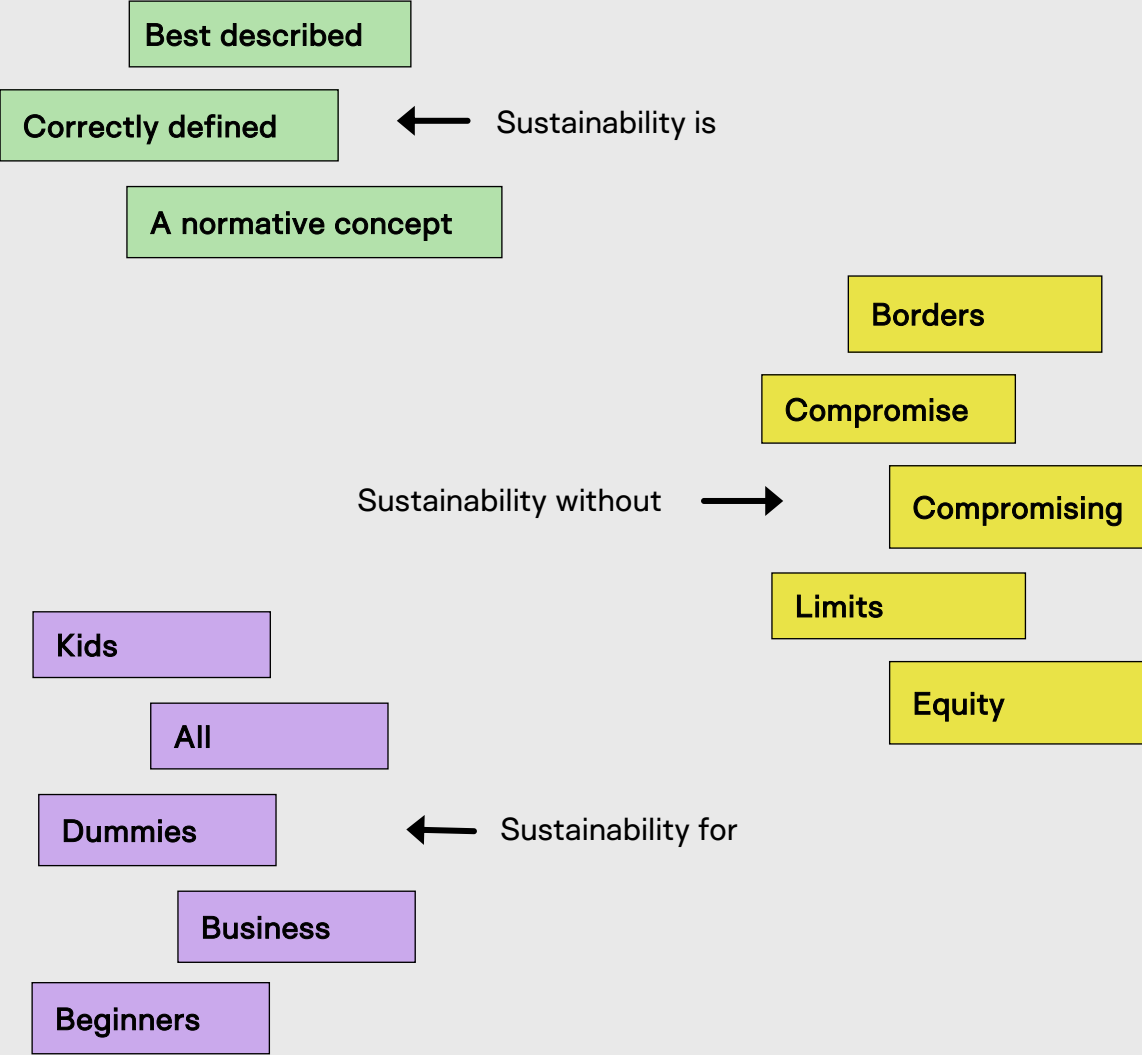 Best described
Correctly defined
Sustainability is
A normative concept
Borders
Compromise
Sustainability without
Compromising
Limits
Equity
Kids
All
Dummies
Sustainability for
Business
Beginners